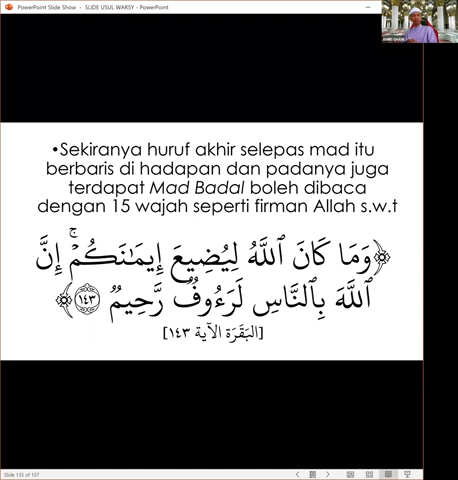 PowerPoint Slide Show - SLIDE USUL WARSY - PowerPoint
•Sekiranya huruf akhir selepas mad itu
berbaris di hadapan dan padanya juga
terdapat Mad Badal boleh dibaca
dengan 15 wajah seperti firman Allah s.w.t
﴿وَمَا كَانَ ٱللَّهُ لِيُضِيعَ إِيمَـٰنَكُمۡۚ إِنَّ
ٱللَّهَ بِٱلنَّاسِ لَرَءُوفٞ رَّحِيمٞ ١٤٣﴾
[البَقَرَة الآية ١٤٣]
Slide 135 of 157